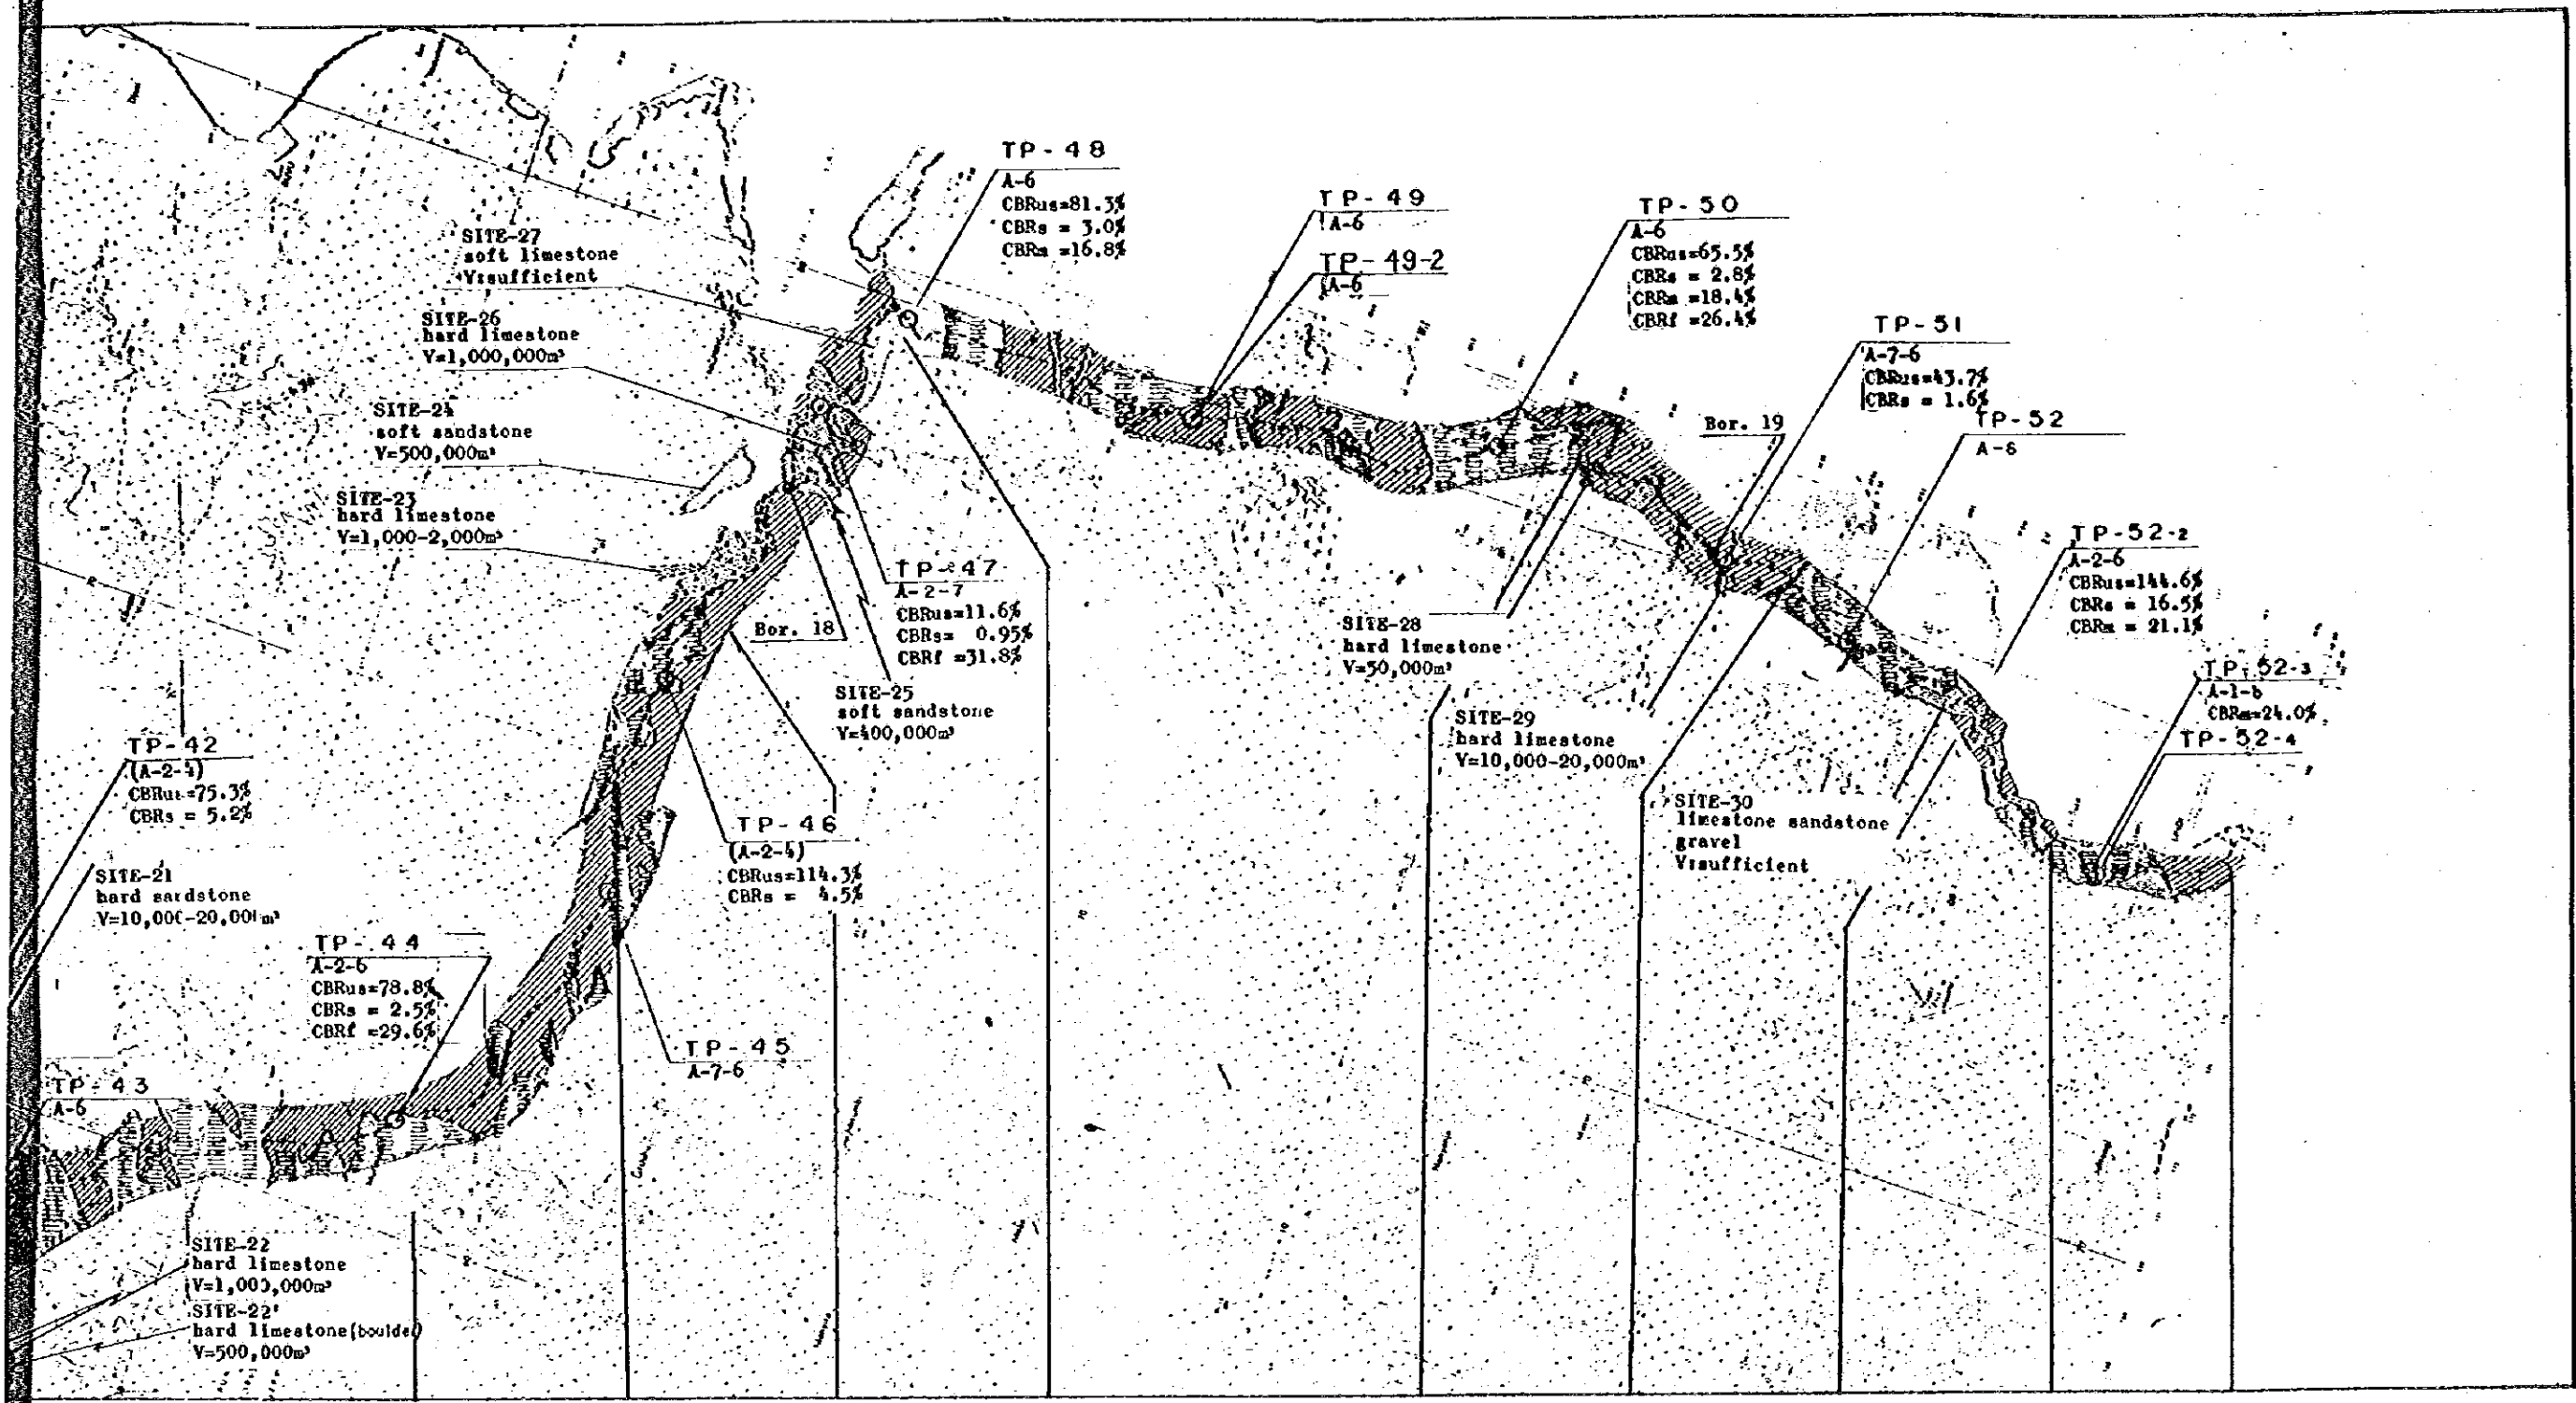 TP-48
A-6
CBRus=81.3%
CBRs = 3.0%
CBRm =16.8%
TP-49
A-6
TP-49-2
A-6
TP-50
A-6
CBRus=65.5%
CBRs = 2.8%
CBRm =18.4%
CBRf =26.4%
TP-51
A-7-6
CBRus=43.7%
CBRs = 1.6%
Bor. 19
TP-52
A-6
TP-52-2
A-2-6
CBRus=144.6%
CBRs = 16.5%
CBRm = 21.1%
TP-52-3
A-1-b
CBRm=24.0%
TP-52-4
SITE-27
soft limestone
V:sufficient
SITE-26
hard limestone
V=1,000,000m³
SITE-24
soft sandstone
V=500,000m³
SITE-23
hard limestone
V=1,000-2,000m³
TP-47
A-2-7
CBRus=11.6%
CBRs= 0.95%
CBRf =31.8%
Bor. 18
SITE-25
soft sandstone
V=400,000m³
SITE-28
hard limestone
V=50,000m³
SITE-29
hard limestone
V=10,000-20,000m³
SITE-30
limestone sandstone
gravel
V:sufficient
TP-42
(A-2-4)
CBRus=75.3%
CBRs = 5.2%
SITE-21
hard sandstone
V=10,000-20,000m³
TP-46
(A-2-4)
CBRus=114.3%
CBRs = 4.5%
TP-44
A-2-6
CBRus=78.8%
CBRs = 2.5%
CBRf =29.6%
TP-45
A-7-6
TP-43
A-6
SITE-22
hard limestone
V=1,000,000m³
SITE-22'
hard limestone(boulder)
V=500,000m³